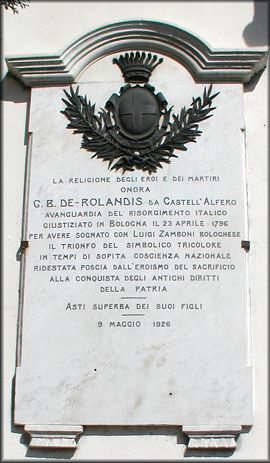 LA RELIGIONE DEGLI EROI E DEI MARTIRI
ONORA
G. B. DE-ROLANDIS DA CASTELL'ALFERO
AVANGUARDIA DEL RISORGIMENTO ITALICO
GIUSTIZIATO IN BOLOGNA IL 23 APRILE 1796
PER AVERE SOGNATO CON LUIGI ZAMBONI BOLOGNESE
IL TRIONFO DEL SIMBOLICO TRICOLORE
IN TEMPI DI SOPITA COSCIENZA NAZIONALE
RIDESTATA POSCIA DALL'EROISMO DEL SACRIFICIO
ALLA CONQUISTA DEGLI ANTICHI DIRITTI
DELLA PATRIA
ASTI SUPERBA DEI SUOI FIGLI
9 MAGGIO 1926